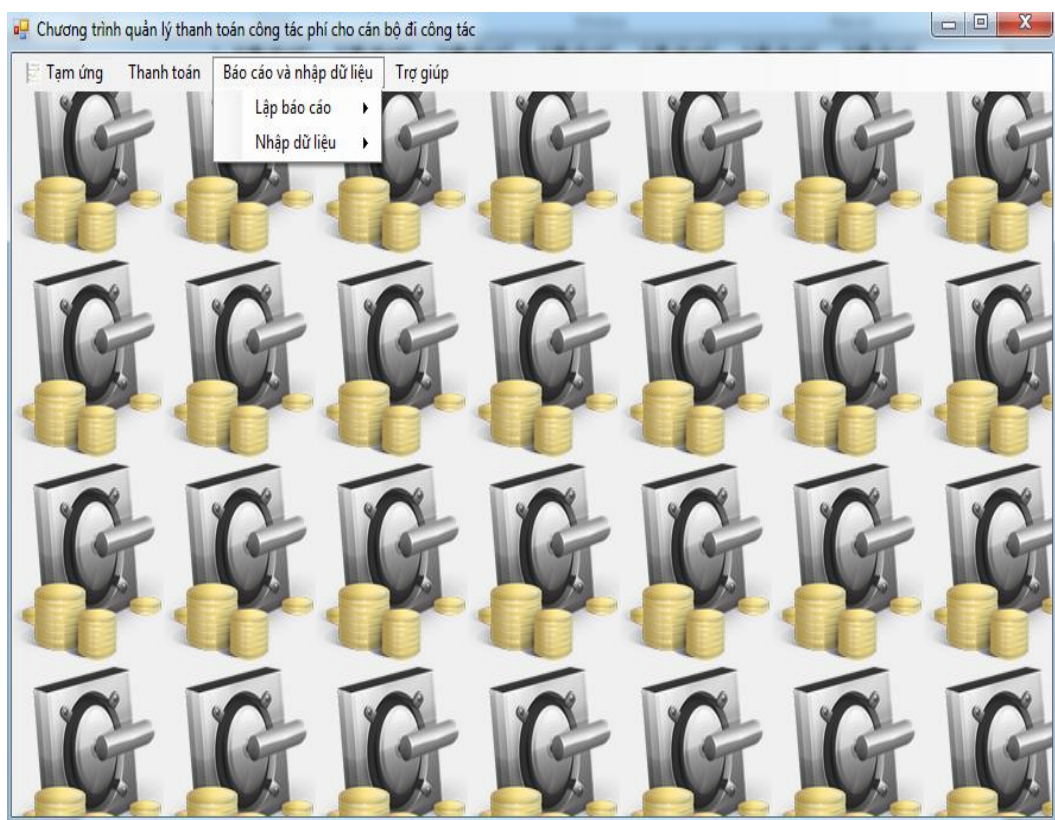 Chương trình quản lý thanh toán công tác phí cho cán bộ đi công tác
Tạm ứng Thanh toán Báo cáo và nhập dữ liệu Trợ giúp
Lập báo cáo
Nhập dữ liệu